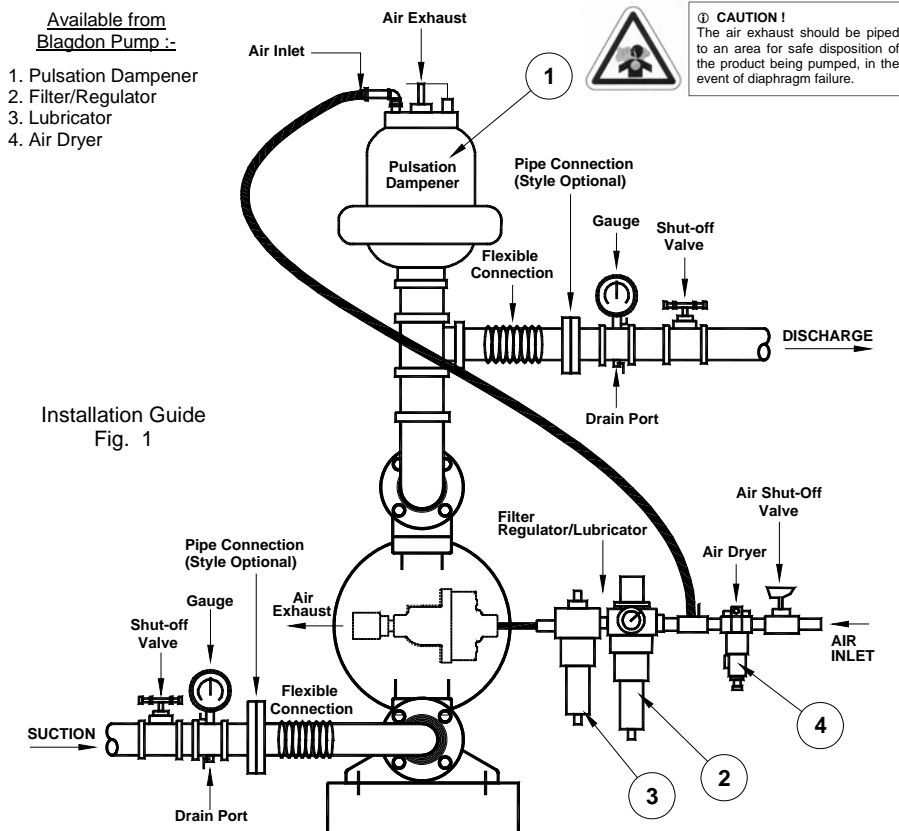 Available from
Blagdon Pump :-
1. Pulsation Dampener
2. Filter/Regulator
3. Lubricator
4. Air Dryer
Air Exhaust
Air Inlet
1
CAUTION !
The air exhaust should be piped
to an area for safe disposition of
the product being pumped, in the
event of diaphragm failure.
Pulsation
Dampener
Pipe Connection
(Style Optional)
Gauge
Shut-off
Valve
Flexible
Connection
DISCHARGE
Drain Port
Installation Guide
Fig. 1
Filter
Regulator/Lubricator
Air Shut-Off
Valve
Air Dryer
Pipe Connection
(Style Optional)
Air
Exhaust
Gauge
Shut-off
Valve
AIR
INLET
Flexible
Connection
SUCTION
4
2
3
Drain Port